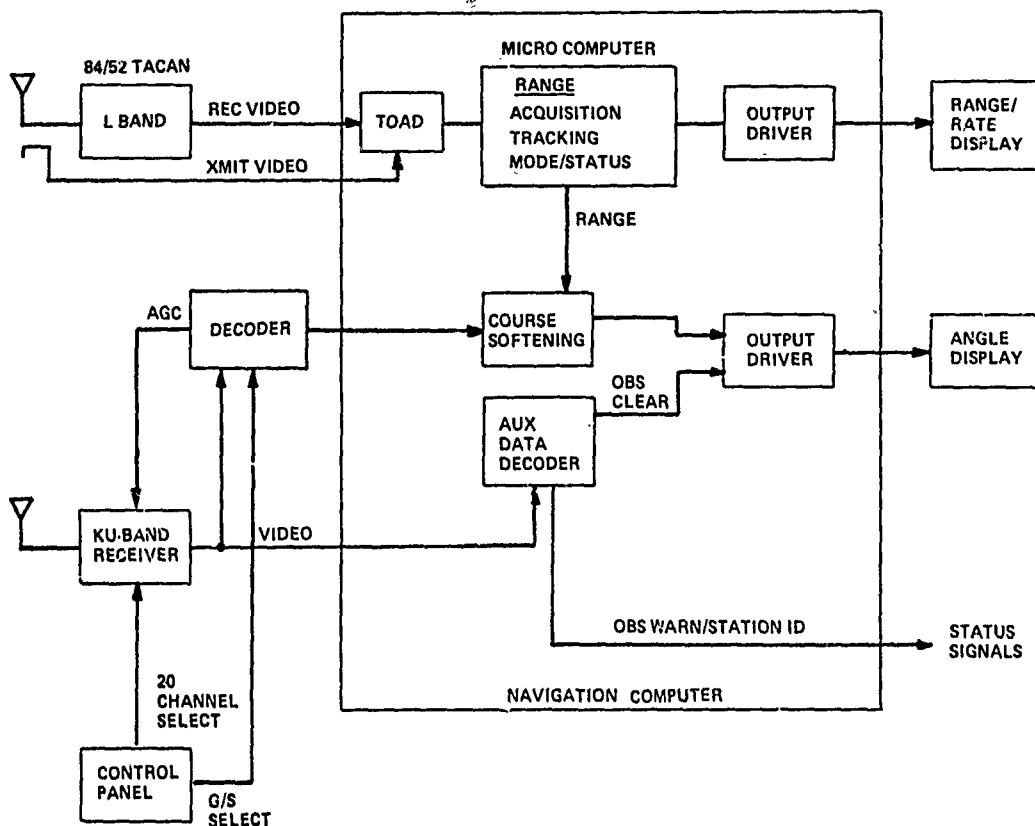 MICRO COMPUTER
84/52 TACAN
L BAND
REC VIDEO
XMIT VIDEO
TOAD
RANGE
ACQUISITION
TRACKING
MODE/STATUS
OUTPUT
DRIVER
RANGE/
RATE
DISPLAY
RANGE
AGC
DECODER
COURSE
SOFTENING
OUTPUT
DRIVER
ANGLE
DISPLAY
OBS
CLEAR
AUX
DATA
DECODER
KU-BAND
RECEIVER
VIDEO
OBS WARN/STATION ID
STATUS
SIGNALS
20
CHANNEL
SELECT
NAVIGATION COMPUTER
CONTROL
PANEL
G/S
SELECT